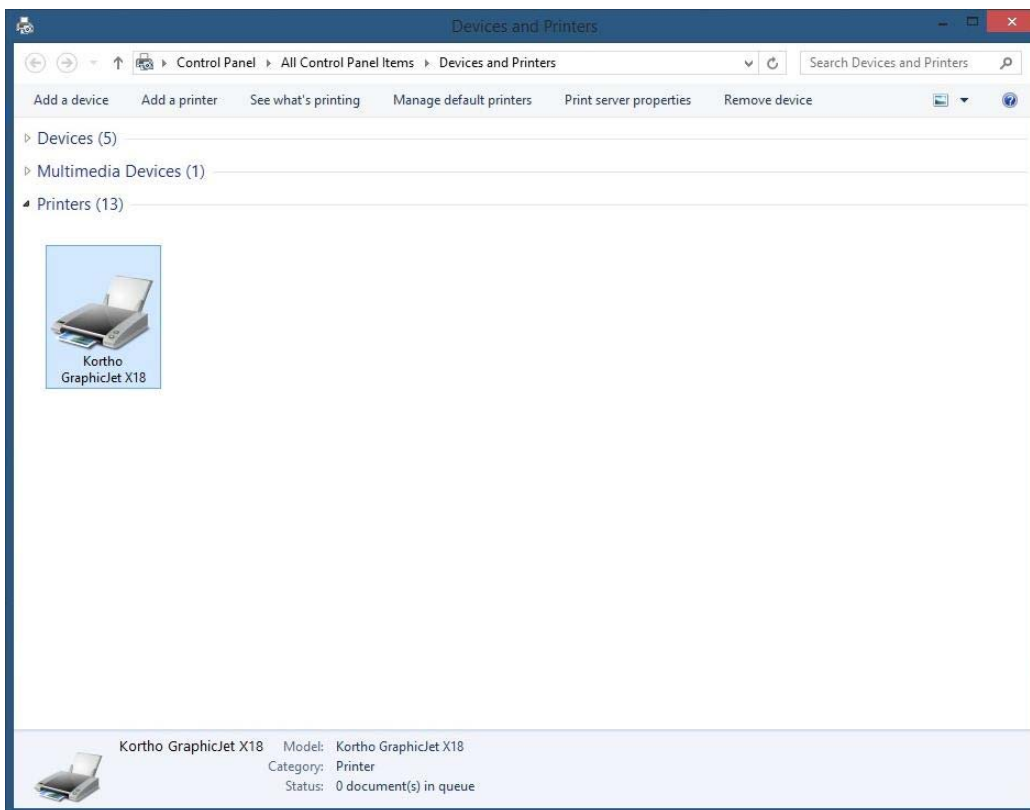 Devices and Printers
Control Panel All Control Panel Items Devices and Printers Search Devices and Printers
Add a device Add a printer See what's printing Manage default printers Print server properties Remove device
Devices (5)
Multimedia Devices (1)
Printers (13)
Kortho
GraphicJet X18
Kortho GraphicJet X18 Model: Kortho GraphicJet X18
Category: Printer
Status: 0 document(s) in queue